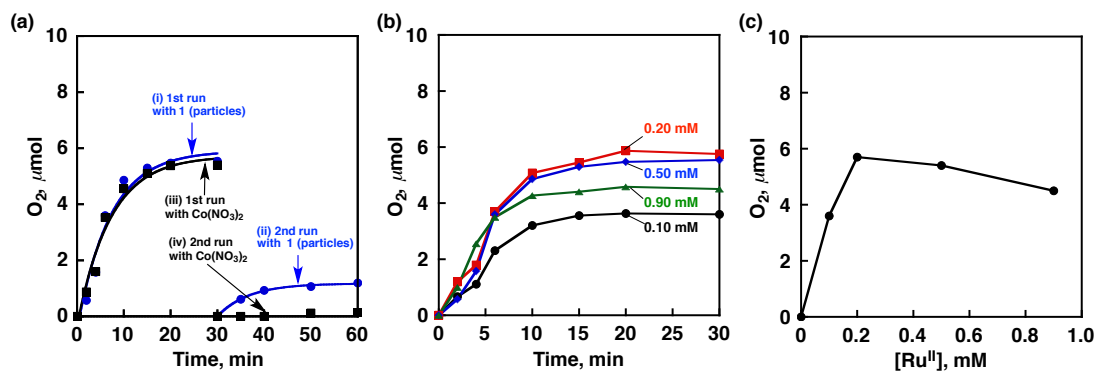 (a)
10
8
6
4
2
0
O2, μmol
0 10 20 30 40 50 60
Time, min
(i) 1st run
with 1 (particles)
(iii) 1st run
with Co(NO3)2
(iv) 2nd run
with Co(NO3)2
(ii) 2nd run
with 1 (particles)
(b)
10
8
6
4
2
0
O2, μmol
0 5 10 15 20 25 30
Time, min
0.20 mM
0.50 mM
0.90 mM
0.10 mM
(c)
10
8
6
4
2
0
O2, μmol
0 0.2 0.4 0.6 0.8 1.0
[RuII], mM